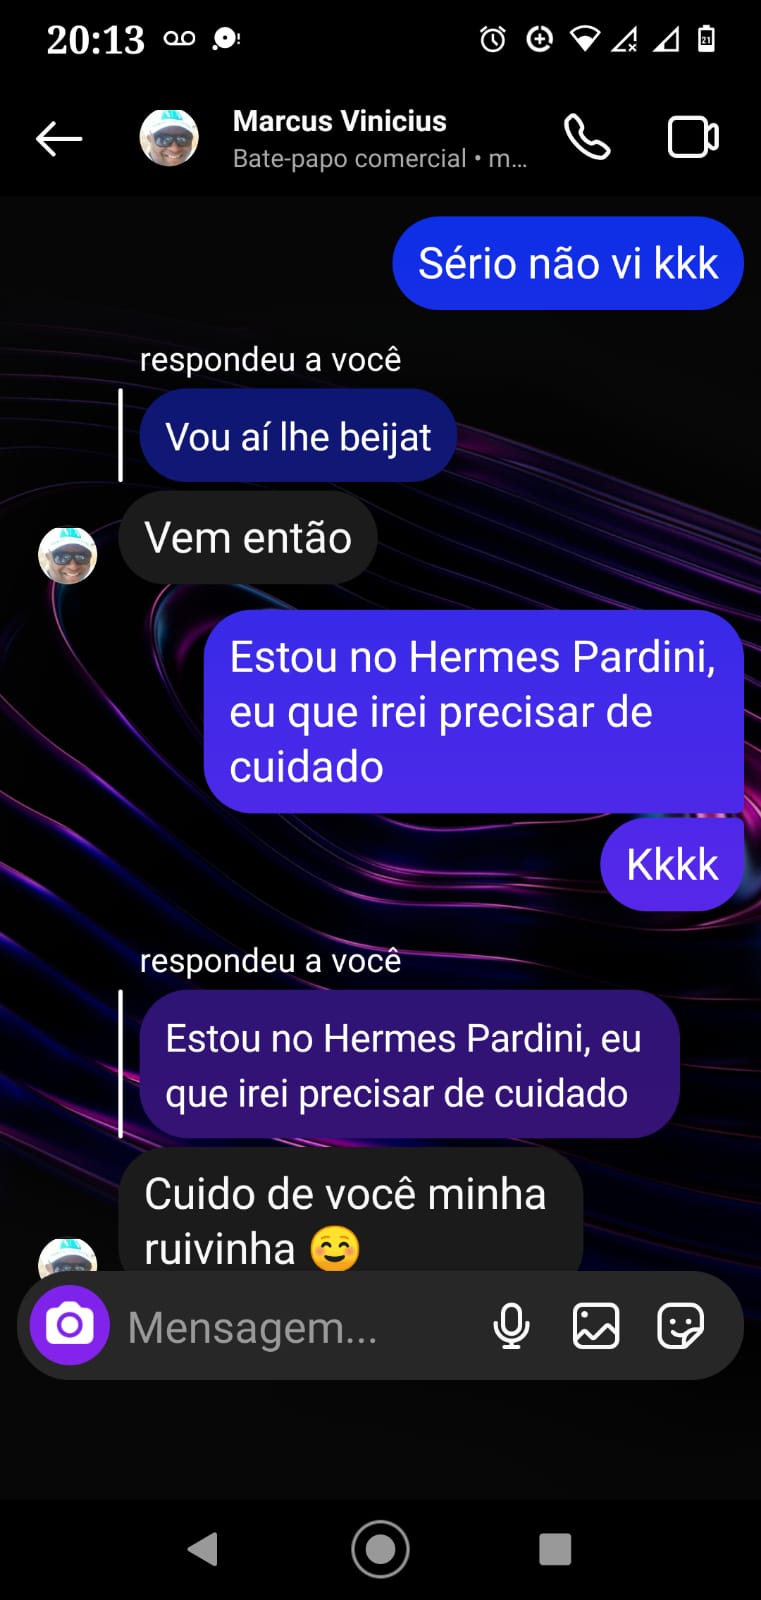 20:13
21
Marcus Vinicius
Bate-papo comercial • m...
Sério não vi kkk
respondeu a você
Vou aí lhe beijat
Vem então
Estou no Hermes Pardini,
eu que irei precisar de
cuidado
Kkkk
respondeu a você
Estou no Hermes Pardini, eu
que irei precisar de cuidado
Cuido de você minha
ruivinha ☺️
Mensagem...